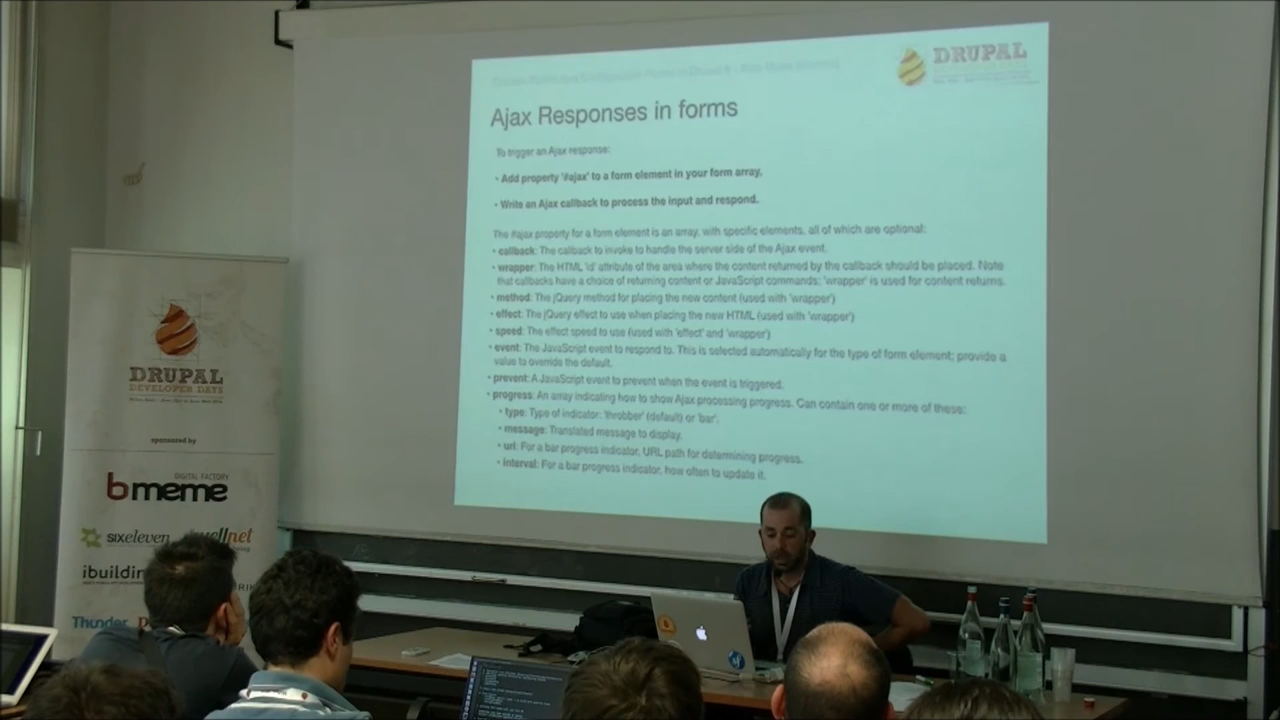 DRUPAL
Ajax Responses in forms
To trigger an Ajax response:
• Add property '#ajax' to a form element in your form array.
• Write an Ajax callback to process the input and respond.
The #ajax property for a form element is an array, with specific elements, all of which are optional:
• callback: The callback to invoke to handle the server side of the Ajax event.
• wrapper: The HTML 'id' attribute of the area where the content returned by the callback should be placed. Note
that callbacks have a choice of returning content or JavaScript commands; 'wrapper' is used for content returns.
• method: The jQuery method for placing the new content (used with 'wrapper')
• effect: The jQuery effect to use when placing the new HTML (used with 'wrapper')
• speed: The effect speed to use (used with 'effect' and 'wrapper')
• event: The JavaScript event to respond to. This is selected automatically for the type of form element; provide a
value to override the default.
• prevent: A JavaScript event to prevent when the event is triggered.
• progress: An array indicating how to show Ajax processing progress. Can contain one or more of these:
• type: Type of indicator: 'throbber' (default) or 'bar'.
• message: Translated message to display.
• url: For a bar progress indicator, URL path for determining progress.
• interval: For a bar progress indicator, how often to update it.
DRUPAL
DEVELOPER DAYS
sponsored by
DIGITAL FACTORY
bmeme
sixeleven
Thunder